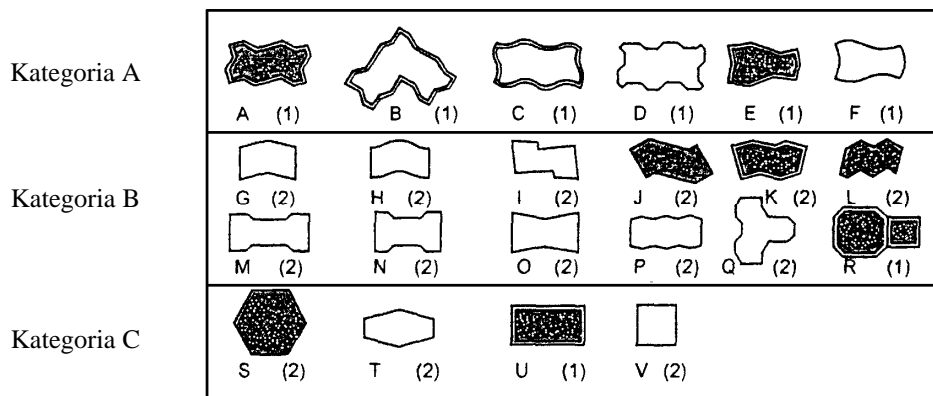 Kategoria A
A (1) B (1) C (1) D (1) E (1) F (1)
Kategoria B
G (2) H (2) I (2) J (2) K (2) L (2)
M (2) N (2) O (2) P (2) Q (2) R (1)
Kategoria C
S (2) T (2) U (1) V (2)